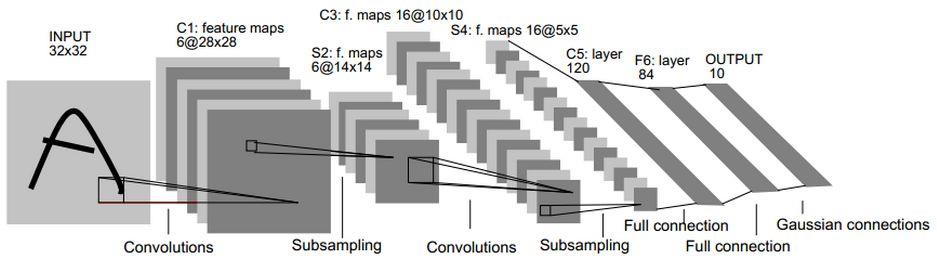 INPUT
32x32
C1: feature maps
6@28x28
S2: f. maps
6@14x14
C3: f. maps 16@10x10
S4: f. maps 16@5x5
C5: layer
120
F6: layer
84
OUTPUT
10
Convolutions
Subsampling
Convolutions
Subsampling
Full connection
Full connection
Gaussian connections